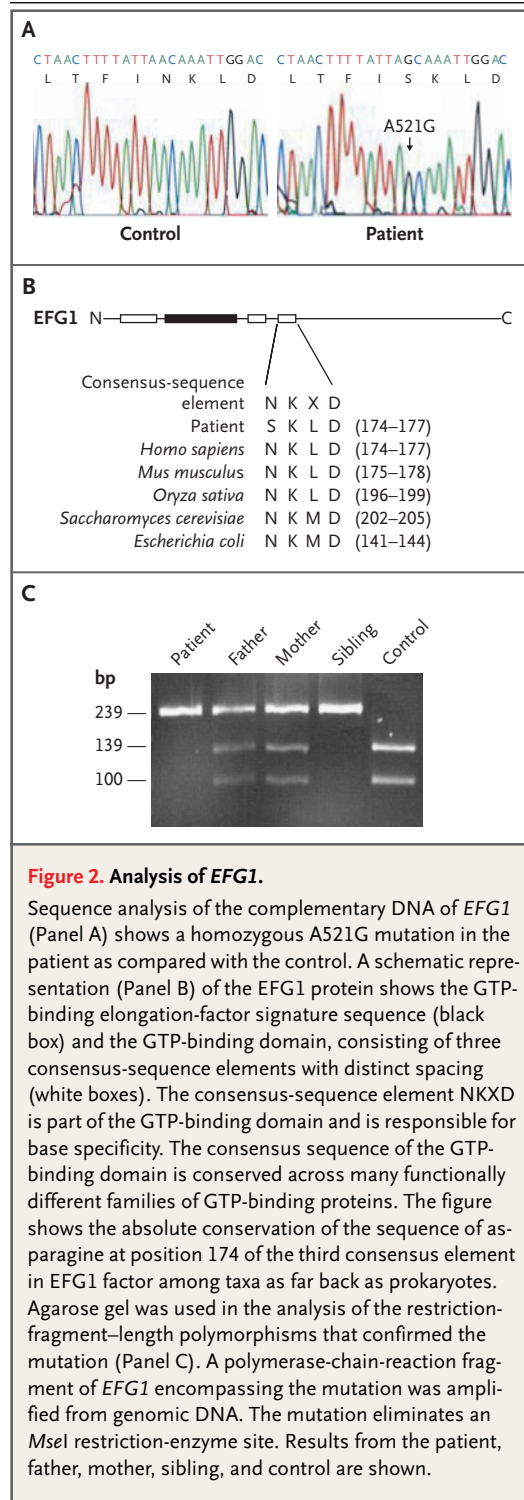 A
C T A A C T T T T A T T A A C A A A T T G G A C
C T A A C T T T T A T T A G C A A A T T G G A C
L T F I N K L D
L T F I S K L D
A521G
Control
Patient
B
EFG1 N C
Consensus-sequence
element N K X D
Patient S K L D (174–177)
Homo sapiens N K L D (174–177)
Mus musculus N K L D (175–178)
Oryza sativa N K L D (196–199)
Saccharomyces cerevisiae N K M D (202–205)
Escherichia coli N K M D (141–144)
C
Patient Father Mother Sibling Control
bp
239
139
100
Figure 2. Analysis of EFG1.
Sequence analysis of the complementary DNA of EFG1
(Panel A) shows a homozygous A521G mutation in the
patient as compared with the control. A schematic repre-
sentation (Panel B) of the EFG1 protein shows the GTP-
binding elongation-factor signature sequence (black
box) and the GTP-binding domain, consisting of three
consensus-sequence elements with distinct spacing
(white boxes). The consensus-sequence element NKXD
is part of the GTP-binding domain and is responsible for
base specificity. The consensus sequence of the GTP-
binding domain is conserved across many functionally
different families of GTP-binding proteins. The figure
shows the absolute conservation of the sequence of as-
paragine at position 174 of the third consensus element
in EFG1 factor among taxa as far back as prokaryotes.
Agarose gel was used in the analysis of the restriction-
fragment–length polymorphisms that confirmed the
mutation (Panel C). A polymerase-chain-reaction frag-
ment of EFG1 encompassing the mutation was ampli-
fied from genomic DNA. The mutation eliminates an
MseI restriction-enzyme site. Results from the patient,
father, mother, sibling, and control are shown.